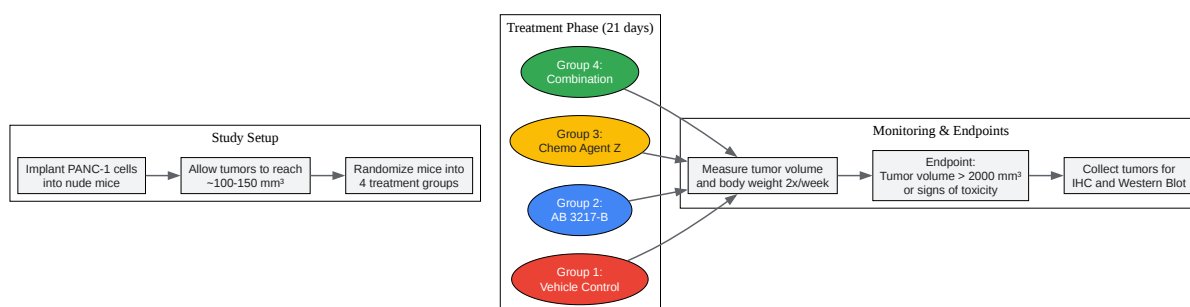 Study Setup
Implant PANC-1 cells
into nude mice
Allow tumors to reach
~100-150 mm³
Randomize mice into
4 treatment groups
Treatment Phase (21 days)
Group 4:
Combination
Group 3:
Chemo Agent Z
Group 2:
AB 3217-B
Group 1:
Vehicle Control
Monitoring & Endpoints
Measure tumor volume
and body weight 2x/week
Endpoint:
Tumor volume > 2000 mm³
or signs of toxicity
Collect tumors for
IHC and Western Blot